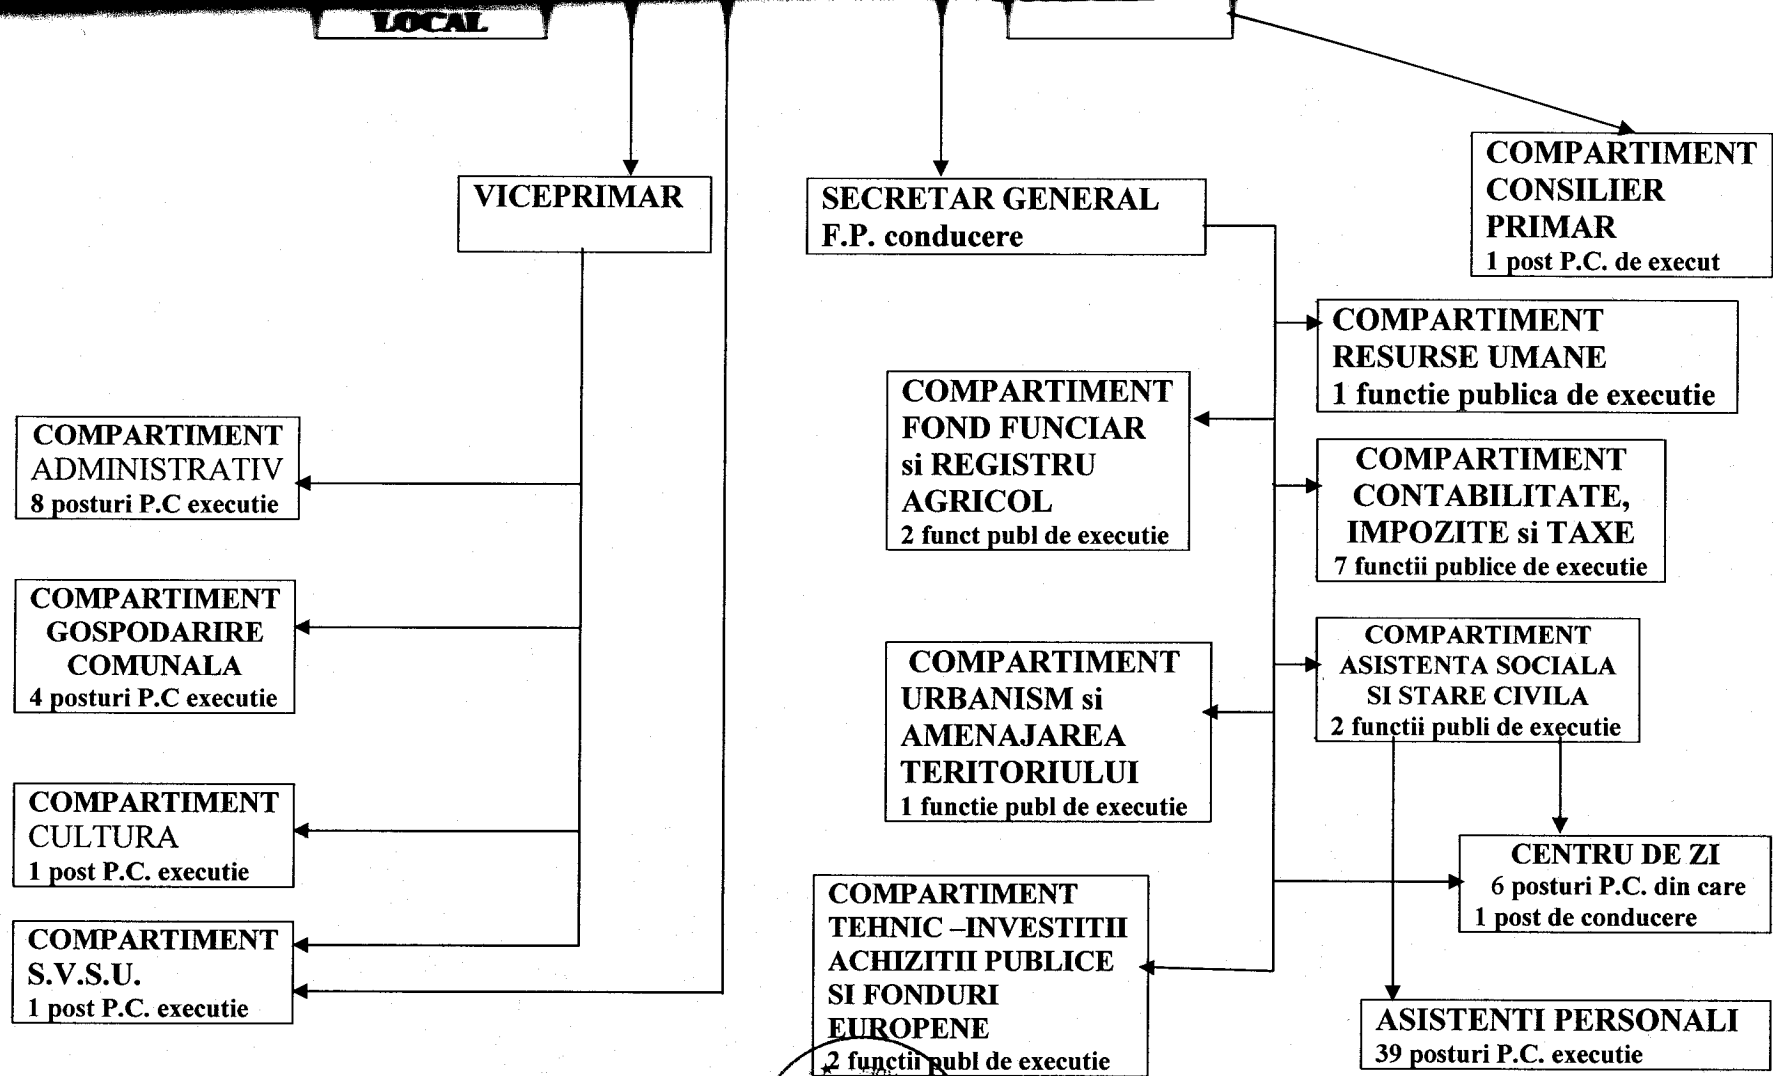 LOCAL
VICEPRIMAR
SECRETAR GENERAL
F.P. conducere
COMPARTIMENT
CONSILIER
PRIMAR
1 post P.C. de execut
COMPARTIMENT
RESURSE UMANE
1 functie publica de executie
COMPARTIMENT
FOND FUNCIAR
si REGISTRU
AGRICOL
2 funct publ de executie
COMPARTIMENT
ADMINISTRATIV
8 posturi P.C executie
COMPARTIMENT
CONTABILITATE,
IMPOZITE si TAXE
7 functii publice de executie
COMPARTIMENT
GOSPODARIRE
COMUNALA
4 posturi P.C executie
COMPARTIMENT
ASISTENTA SOCIALA
SI STARE CIVILA
2 functii publi de executie
COMPARTIMENT
URBANISM si
AMENAJAREA
TERITORIULUI
1 functie publ de executie
COMPARTIMENT
CULTURA
1 post P.C. executie
CENTRU DE ZI
6 posturi P.C. din care
1 post de conducere
COMPARTIMENT
TEHNIC –INVESTITII
ACHIZITII PUBLICE
SI FONDURI
EUROPENE
2 functii publ de executie
COMPARTIMENT
S.V.S.U.
1 post P.C. executie
ASISTENTI PERSONALI
39 posturi P.C. executie